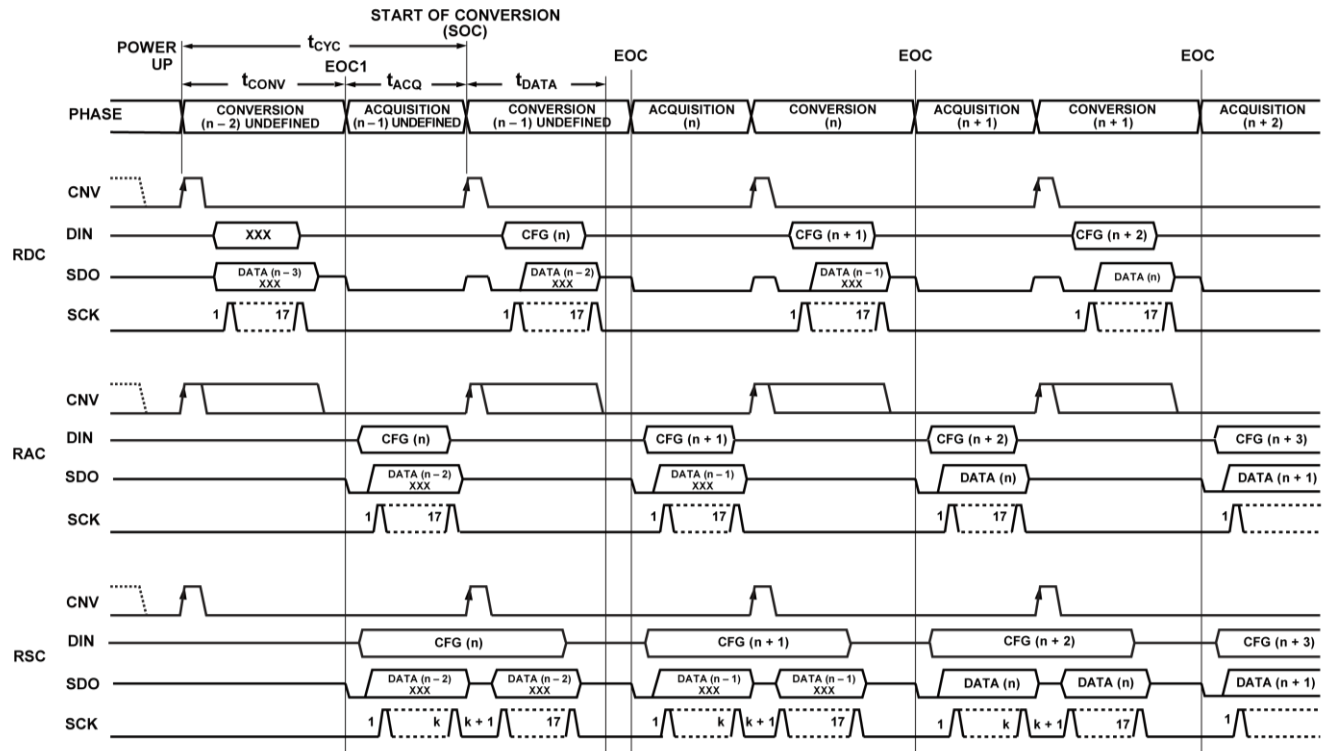 START OF CONVERSION
(SOC)
POWER
UP
tCYC
EOC1
EOC
EOC
EOC
tCONV
tACQ
tDATA
PHASE
CONVERSION
(n – 2) UNDEFINED
ACQUISITION
(n – 1) UNDEFINED
CONVERSION
(n – 1) UNDEFINED
ACQUISITION
(n)
CONVERSION
(n)
ACQUISITION
(n + 1)
CONVERSION
(n + 1)
ACQUISITION
(n + 2)
RDC
CNV
DIN
XXX
CFG (n)
CFG (n + 1)
CFG (n + 2)
SDO
DATA (n – 3)
XXX
DATA (n – 2)
XXX
DATA (n – 1)
XXX
DATA (n)
SCK
1 17
1 17
1 17
1 17
RAC
CNV
DIN
CFG (n)
CFG (n + 1)
CFG (n + 2)
CFG (n + 3)
SDO
DATA (n – 2)
XXX
DATA (n – 1)
XXX
DATA (n)
DATA (n + 1)
SCK
1 17
1 17
1 17
1
RSC
CNV
DIN
CFG (n)
CFG (n + 1)
CFG (n + 2)
CFG (n + 3)
SDO
DATA (n – 2)
XXX
DATA (n – 2)
XXX
DATA (n – 1)
XXX
DATA (n – 1)
XXX
DATA (n)
DATA (n)
DATA (n + 1)
SCK
1 k k + 1 17
1 k k + 1 17
1 k k + 1 17
1